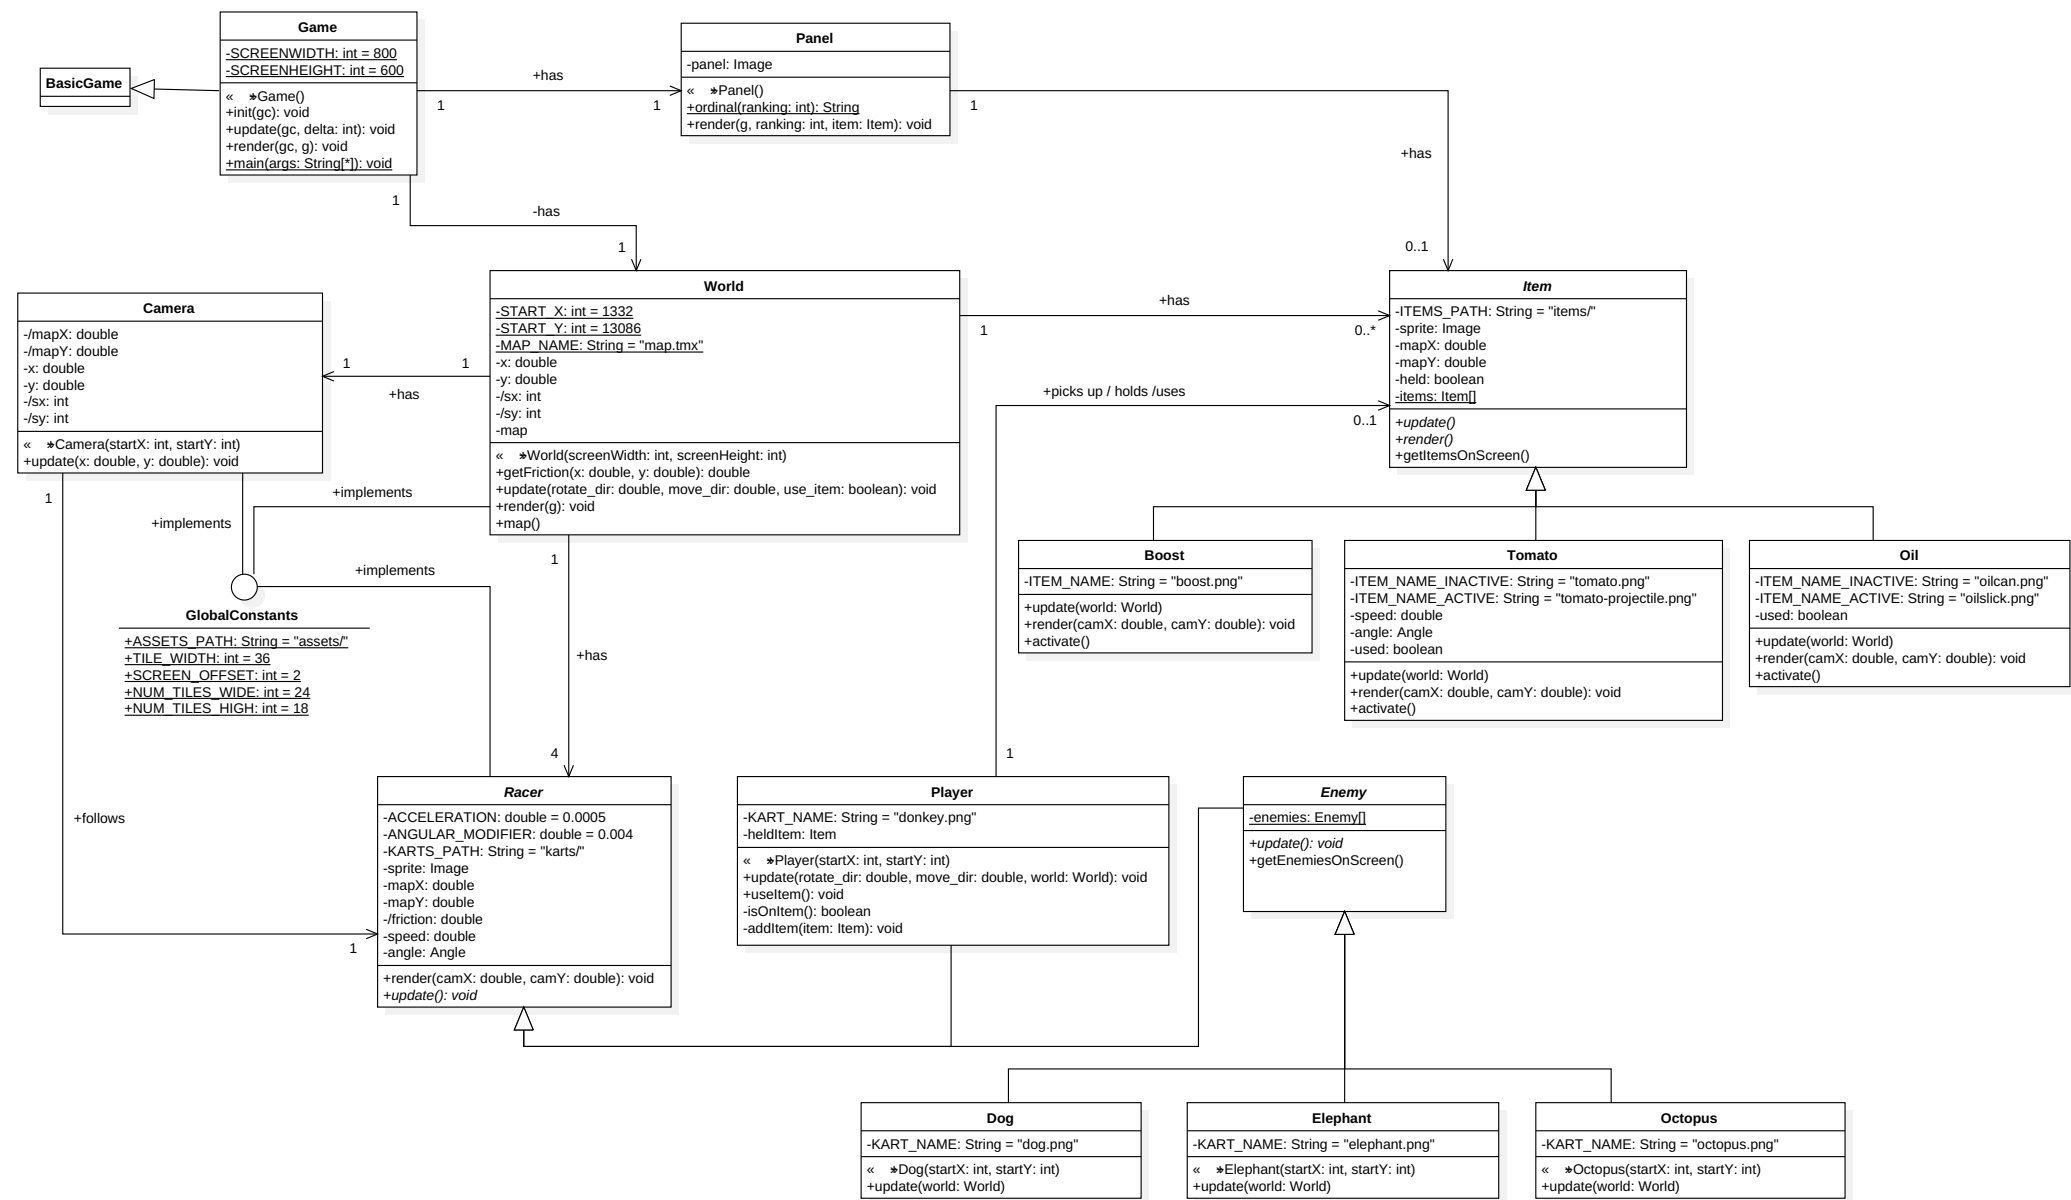 Game
-SCREENWIDTH: int = 800
-SCREENHEIGHT: int = 600
«    »Game()
+init(gc): void
+update(gc, delta: int): void
+render(gc, g): void
+main(args: String[*]): void
BasicGame
+has
1
1
Panel
-panel: Image
«    »Panel()
+ordinal(ranking: int): String
+render(g, ranking: int, item: Item): void
1
+has
0..1
1
-has
1
World
-START_X: int = 1332
-START_Y: int = 13086
-MAP_NAME: String = "map.tmx"
-x: double
-y: double
-/sx: int
-/sy: int
-map
«    »World(screenWidth: int, screenHeight: int)
+getFriction(x: double, y: double): double
+update(rotate_dir: double, move_dir: double, use_item: boolean): void
+render(g): void
+map()
Camera
-/mapX: double
-/mapY: double
-x: double
-y: double
-/sx: int
-/sy: int
«    »Camera(startX: int, startY: int)
+update(x: double, y: double): void
1
1
+has
+has
1
0..*
Item
-ITEMS_PATH: String = "items/"
-sprite: Image
-mapX: double
-mapY: double
-held: boolean
-items: Item[]
+update()
+render()
+getItemsOnScreen()
+picks up / holds /uses
0..1
1
+implements
+implements
+implements
GlobalConstants
+ASSETS_PATH: String = "assets/"
+TILE_WIDTH: int = 36
+SCREEN_OFFSET: int = 2
+NUM_TILES_WIDE: int = 24
+NUM_TILES_HIGH: int = 18
1
+follows
1
1
+has
4
Boost
-ITEM_NAME: String = "boost.png"
+update(world: World)
+render(camX: double, camY: double): void
+activate()
Tomato
-ITEM_NAME_INACTIVE: String = "tomato.png"
-ITEM_NAME_ACTIVE: String = "tomato-projectile.png"
-speed: double
-angle: Angle
-used: boolean
+update(world: World)
+render(camX: double, camY: double): void
+activate()
Oil
-ITEM_NAME_INACTIVE: String = "oilcan.png"
-ITEM_NAME_ACTIVE: String = "oilslick.png"
-used: boolean
+update(world: World)
+render(camX: double, camY: double): void
+activate()
Racer
-ACCELERATION: double = 0.0005
-ANGULAR_MODIFIER: double = 0.004
-KARTS_PATH: String = "karts/"
-sprite: Image
-mapX: double
-mapY: double
-/friction: double
-speed: double
-angle: Angle
+render(camX: double, camY: double): void
+update(): void
Player
-KART_NAME: String = "donkey.png"
-heldItem: Item
«    »Player(startX: int, startY: int)
+update(rotate_dir: double, move_dir: double, world: World): void
+useItem(): void
-isOnItem(): boolean
-addItem(item: Item): void
1
Enemy
-enemies: Enemy[]
+update(): void
+getEnemiesOnScreen()
Dog
-KART_NAME: String = "dog.png"
«    »Dog(startX: int, startY: int)
+update(world: World)
Elephant
-KART_NAME: String = "elephant.png"
«    »Elephant(startX: int, startY: int)
+update(world: World)
Octopus
-KART_NAME: String = "octopus.png"
«    »Octopus(startX: int, startY: int)
+update(world: World)